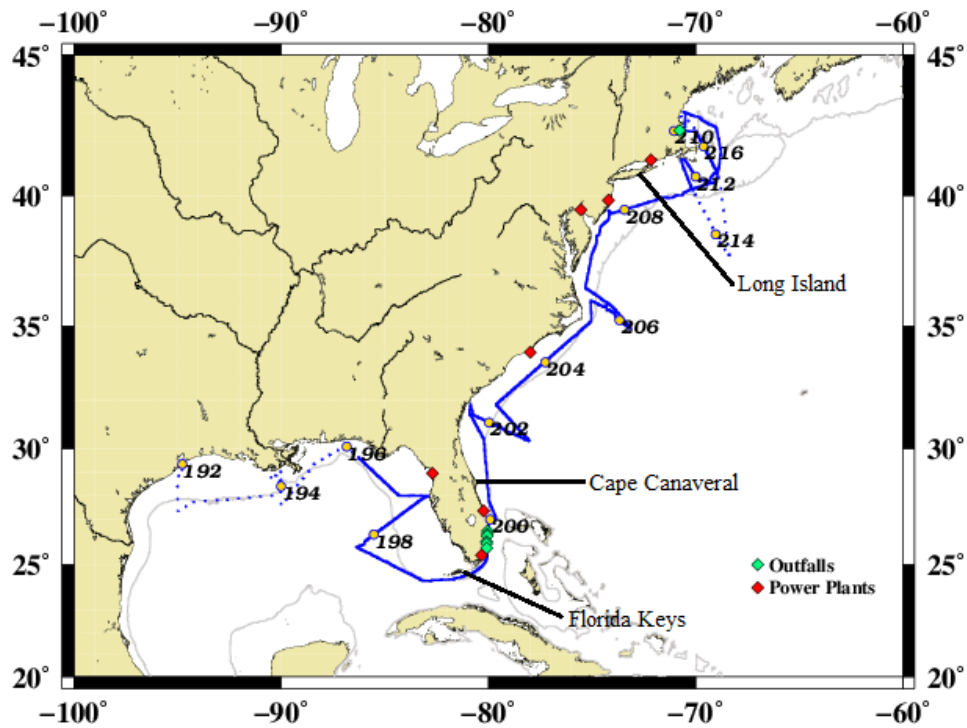 −100˚ −90˚ −80˚ −70˚ −60˚
45˚ 45˚
210
216
40˚ 212 40˚
208
214
Long Island
35˚ 206 35˚
204
202
30˚ 196 30˚
192
194 Cape Canaveral
200
198
25˚ Outfalls 25˚
Power Plants
Florida Keys
20˚ 20˚
−100˚ −90˚ −80˚ −70˚ −60˚